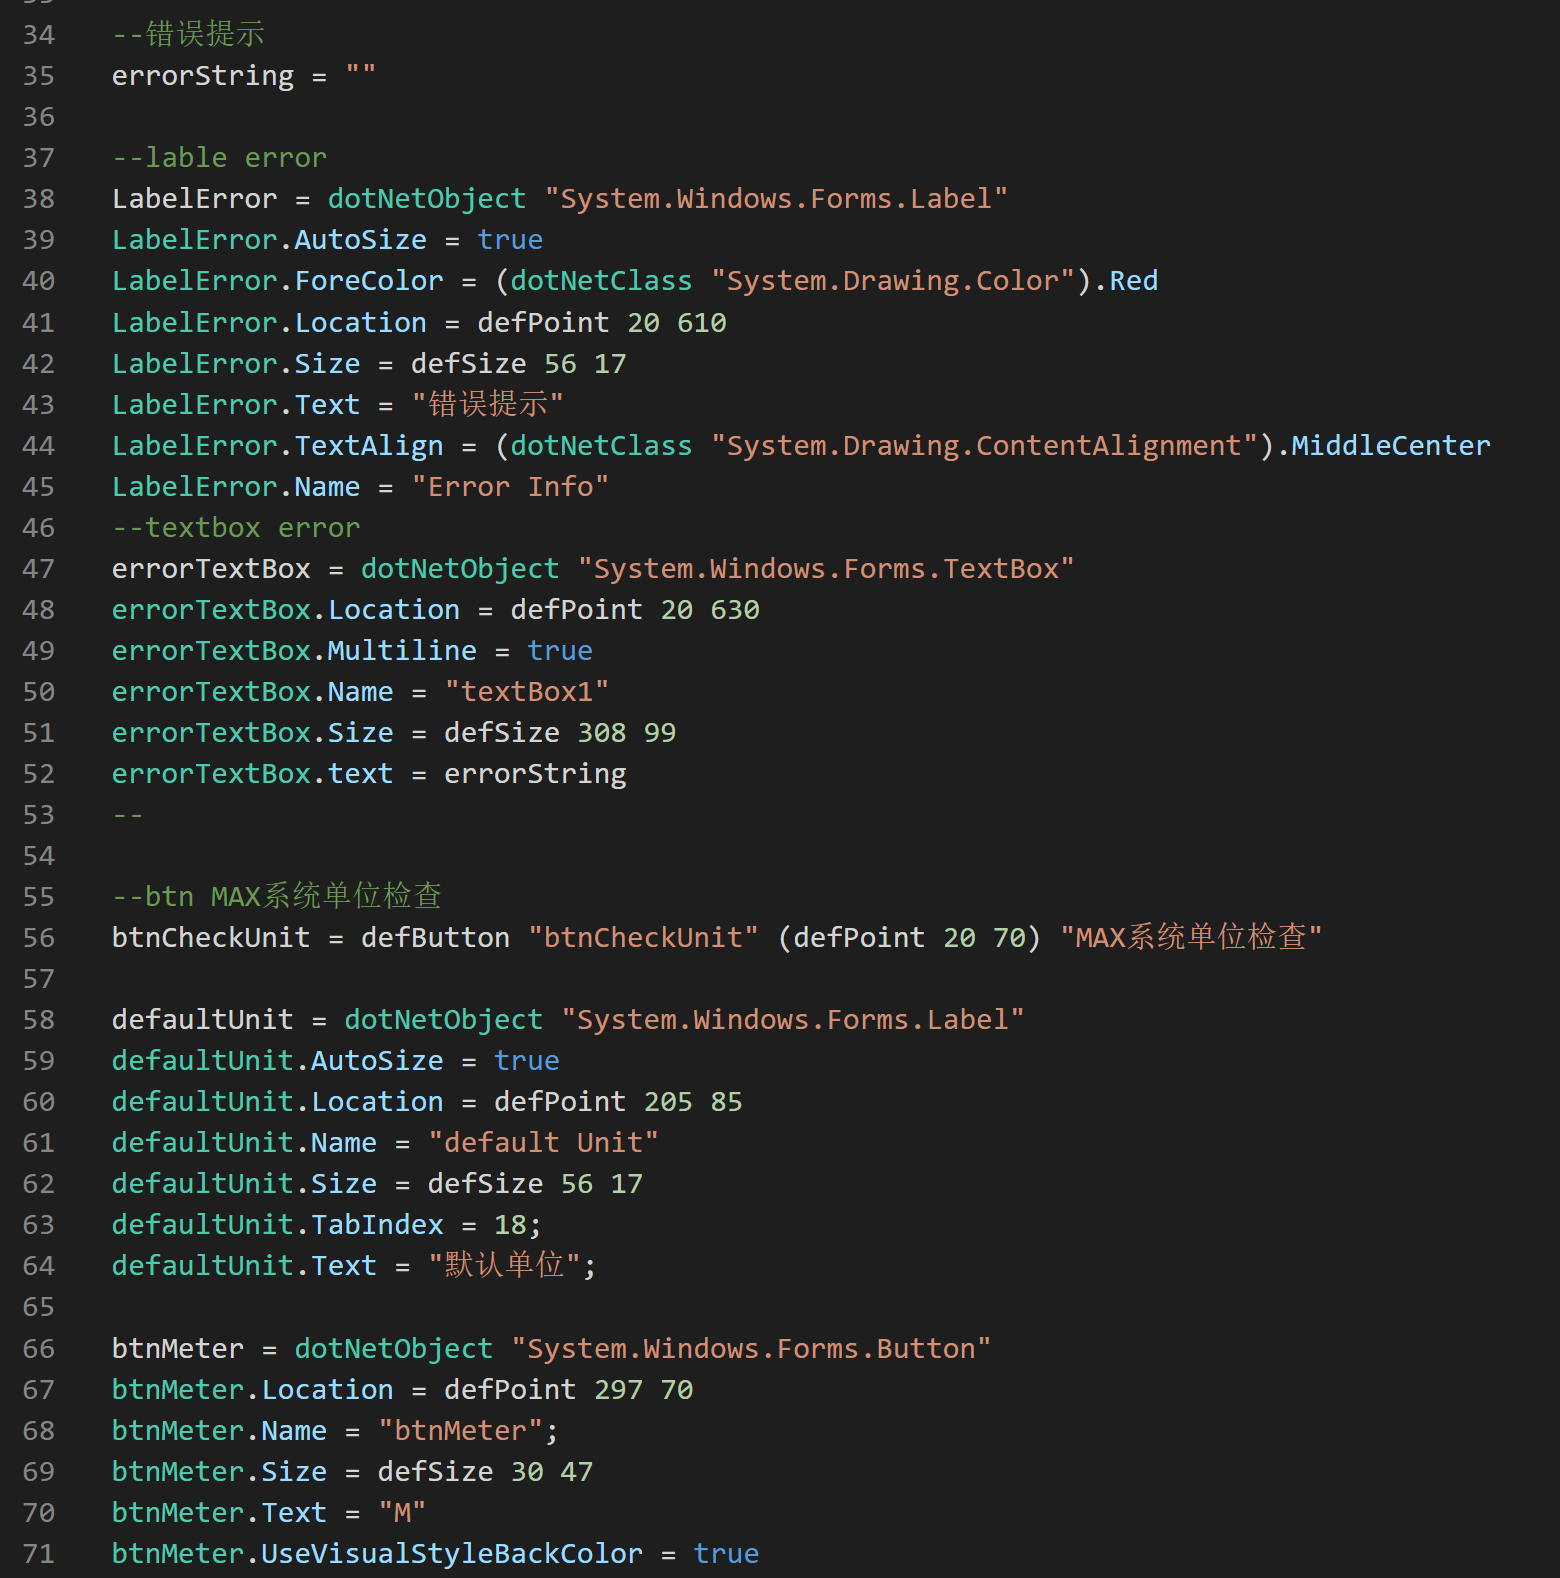 34 --错误提示
35 errorString = ""
36
37 --lable error
38 LabelError = dotNetObject "System.Windows.Forms.Label"
39 LabelError.AutoSize = true
40 LabelError.ForeColor = (dotNetClass "System.Drawing.Color").Red
41 LabelError.Location = defPoint 20 610
42 LabelError.Size = defSize 56 17
43 LabelError.Text = "错误提示"
44 LabelError.TextAlign = (dotNetClass "System.Drawing.ContentAlignment").MiddleCenter
45 LabelError.Name = "Error Info"
46 --textbox error
47 errorTextBox = dotNetObject "System.Windows.Forms.TextBox"
48 errorTextBox.Location = defPoint 20 630
49 errorTextBox.Multiline = true
50 errorTextBox.Name = "textBox1"
51 errorTextBox.Size = defSize 308 99
52 errorTextBox.text = errorString
53 --
54
55 --btn MAX系统单位检查
56 btnCheckUnit = defButton "btnCheckUnit" (defPoint 20 70) "MAX系统单位检查"
57
58 defaultUnit = dotNetObject "System.Windows.Forms.Label"
59 defaultUnit.AutoSize = true
60 defaultUnit.Location = defPoint 205 85
61 defaultUnit.Name = "default Unit"
62 defaultUnit.Size = defSize 56 17
63 defaultUnit.TabIndex = 18;
64 defaultUnit.Text = "默认单位";
65
66 btnMeter = dotNetObject "System.Windows.Forms.Button"
67 btnMeter.Location = defPoint 297 70
68 btnMeter.Name = "btnMeter";
69 btnMeter.Size = defSize 30 47
70 btnMeter.Text = "M"
71 btnMeter.UseVisualStyleBackColor = true